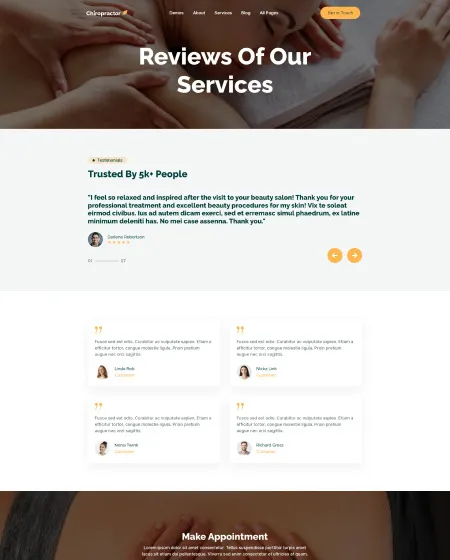 Chiropractor
Demos About Services Blog All Pages
Get In Touch
Reviews Of Our
Services
Testimonials
Trusted By 5k+ People
"I feel so relaxed and inspired after the visit to your beauty salon! Thank you for your
professional treatment and excellent beauty procedures for my skin! Vix te soleat
eirmod civibus. Ius ad autem dicam exerci, sed et erremasc simul phaedrum, ex latine
minimum deleniti has. No mei case assenna. Thank you."
Darlene Robertson
01 07
Fusce sed est odio. Curabitur ac vulputate sapien. Etiam a
efficitur tortor, congue molestie ligula. Proin pretium
augue nec orci sagittis.
Linda Rob
Customer
Fusce sed est odio. Curabitur ac vulputate sapien. Etiam a
efficitur tortor, congue molestie ligula. Proin pretium
augue nec orci sagittis.
Nicky Link
Customer
Fusce sed est odio. Curabitur ac vulputate sapien. Etiam a
efficitur tortor, congue molestie ligula. Proin pretium
augue nec orci sagittis.
Customer
Fusce sed est odio. Curabitur ac vulputate sapien. Etiam a
efficitur tortor, congue molestie ligula. Proin pretium
augue nec orci sagittis.
Richard Gross
Customer
Make Appointment
Lorem ipsum dolor sit amet consectetur. Tellus suspendisse porttitor tortor proin amet
lacus sit etiam dui pellentesque. Viverra sed enim consectetur et ultricies at quam.